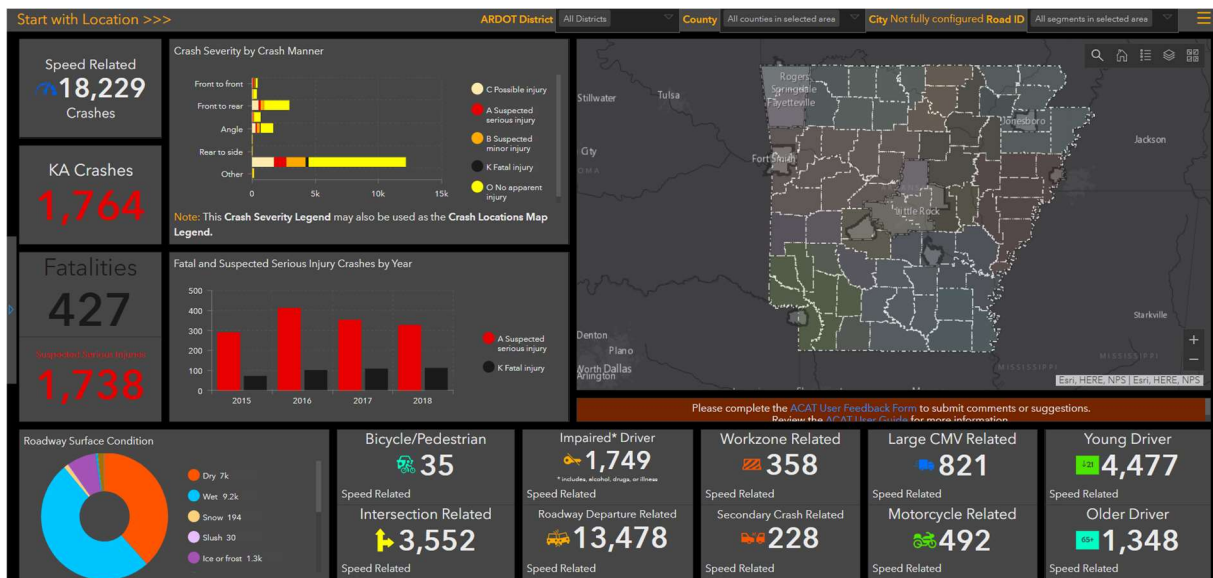 Start with Location >>>
ARDOT District All Districts County All counties in selected area City Not fully configured Road ID All segments in selected area
Speed Related
18,229
Crashes
KA Crashes
1,764
Fatalities
427
Suspected Serious Injuries
1,738
Crash Severity by Crash Manner
Front to front
Front to rear
Angle
Rear to side
Other
0 5k 10k 15k
C Possible injury
A Suspected
serious injury
B Suspected
minor injury
K Fatal injury
O No apparent
injury
Note: This Crash Severity Legend may also be used as the Crash Locations Map
Legend.
Fatal and Suspected Serious Injury Crashes by Year
500
400
300
200
100
0
2015 2016 2017 2018
A Suspected
serious injury
K Fatal injury
Rogers
Springdale
Fayetteville
Stillwater
Tulsa
Jonesboro
Jackson
City
OMA
Fort Smith
Little Rock
Starkville
Denton
Plano
Worth Dallas
Arlington
MISSISSIPPI
MISSISSIPPI
+
−
Esri, HERE, NPS | Esri, HERE, NPS
Please complete the ACAT User Feedback Form to submit comments or suggestions.
Review the ACAT User Guide for more information
Roadway Surface Condition
Dry 7k
Wet 9.2k
Snow 194
Slush 30
Ice or frost 1.3k
Bicycle/Pedestrian
35
Speed Related
Impaired* Driver
1,749
* includes, alcohol, drugs, or illness
Speed Related
Workzone Related
358
Speed Related
Large CMV Related
821
Speed Related
Young Driver
↓21 4,477
Speed Related
Intersection Related
3,552
Speed Related
Roadway Departure Related
13,478
Speed Related
Secondary Crash Related
228
Speed Related
Motorcycle Related
492
Speed Related
Older Driver
65+ 1,348
Speed Related